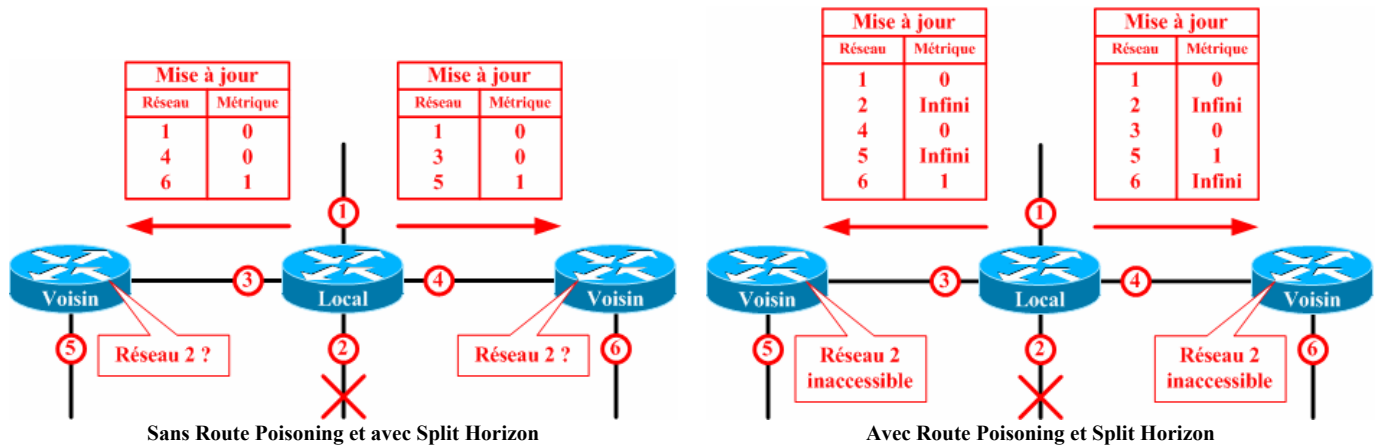 Mise à jour
Réseau Métrique
1 0
4 0
6 1
Mise à jour
Réseau Métrique
1 0
3 0
5 1
1
Voisin
3
Local
4
Voisin
5
Réseau 2 ?
2
Réseau 2 ?
6
Sans Route Poisoning et avec Split Horizon
Mise à jour
Réseau Métrique
1 0
2 Infini
4 0
5 Infini
6 1
Mise à jour
Réseau Métrique
1 0
2 Infini
3 0
5 1
6 Infini
1
Voisin
3
Local
4
Voisin
5
Réseau 2
inaccessible
2
Réseau 2
inaccessible
6
Avec Route Poisoning et Split Horizon